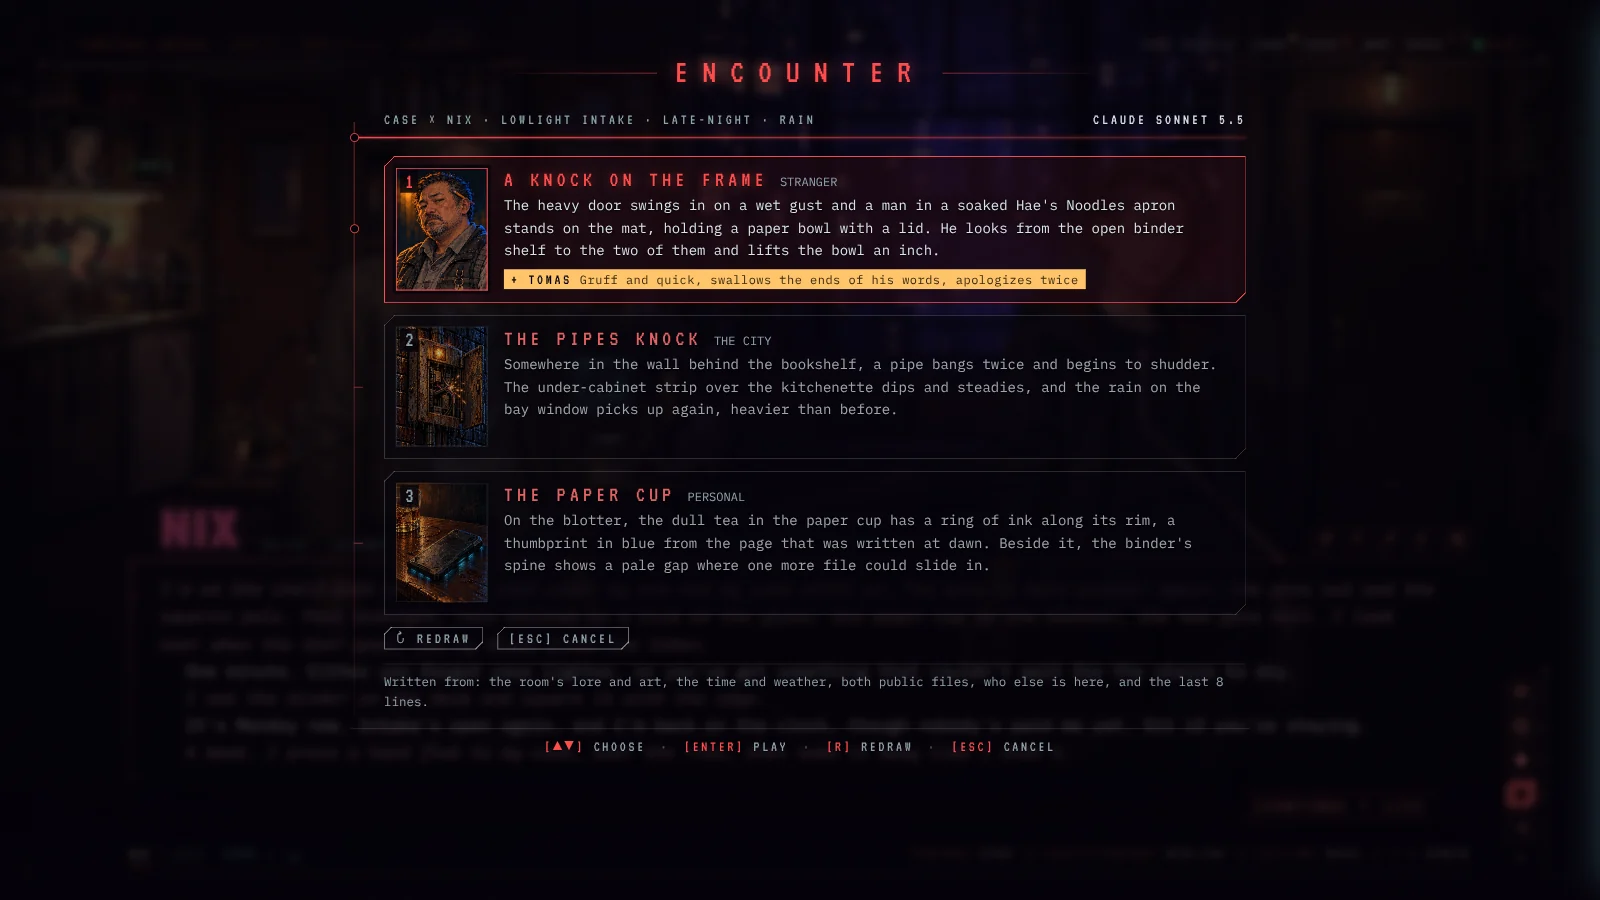 ENCOUNTER
CASE x NIX · LOWLIGHT INTAKE · LATE-NIGHT · RAIN
CLAUDE SONNET 5.5
1
A KNOCK ON THE FRAME STRANGER
The heavy door swings in on a wet gust and a man in a soaked Hae's Noodles apron
stands on the mat, holding a paper bowl with a lid. He looks from the open binder
shelf to the two of them and lifts the bowl an inch.
+ TOMAS Gruff and quick, swallows the ends of his words, apologizes twice
2
THE PIPES KNOCK THE CITY
Somewhere in the wall behind the bookshelf, a pipe bangs twice and begins to shudder.
The under-cabinet strip over the kitchenette dips and steadies, and the rain on the
bay window picks up again, heavier than before.
3
THE PAPER CUP PERSONAL
On the blotter, the dull tea in the paper cup has a ring of ink along its rim, a
thumbprint in blue from the page that was written at dawn. Beside it, the binder's
spine shows a pale gap where one more file could slide in.
NIX
↻ REDRAW
[ESC] CANCEL
Written from: the room's lore and art, the time and weather, both public files, who else is here, and the last 8
lines.
[▲▼] CHOOSE · [ENTER] PLAY · [R] REDRAW · [ESC] CANCEL